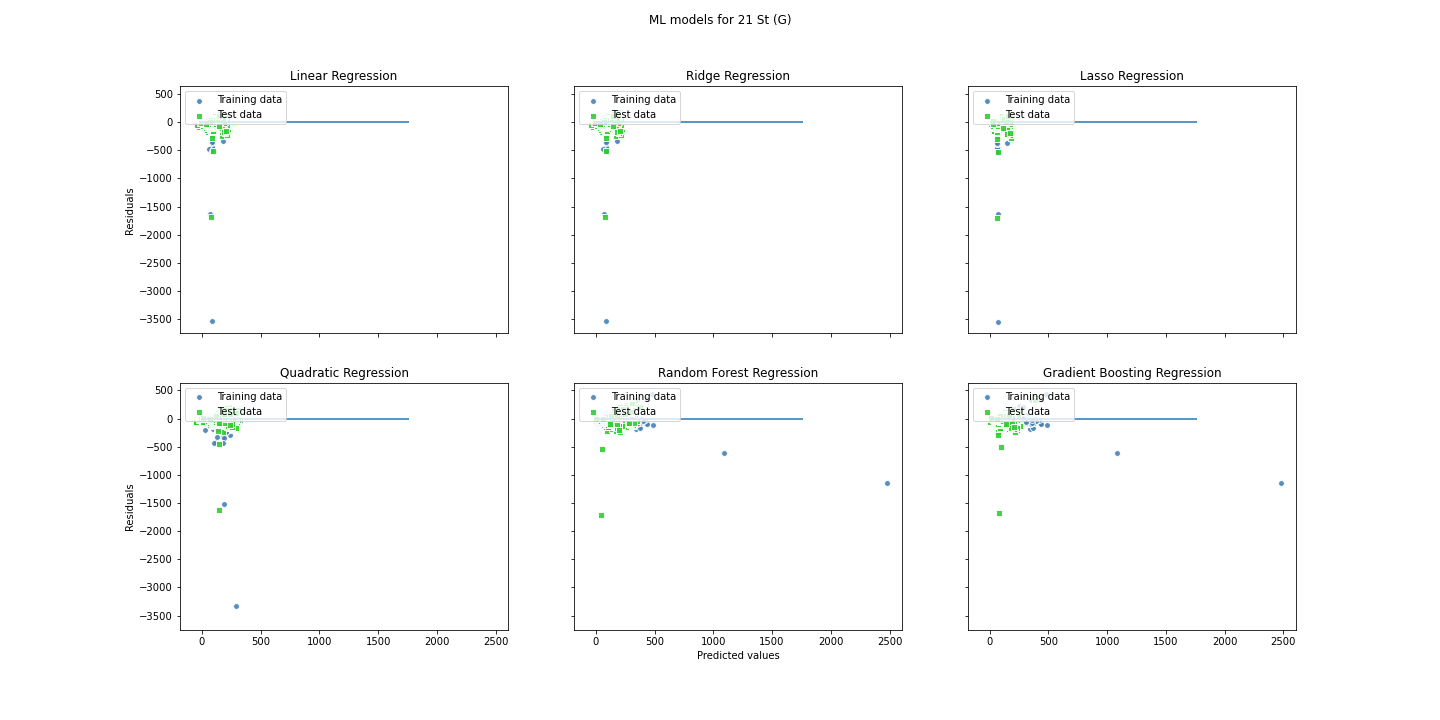 ML models for 21 St (G)
Linear Regression
Ridge Regression
Lasso Regression
500
0
−500
−1000
−1500
−2000
−2500
−3000
−3500
Residuals
Training data
Test data
Training data
Test data
Training data
Test data
Quadratic Regression
Random Forest Regression
Gradient Boosting Regression
500
0
−500
−1000
−1500
−2000
−2500
−3000
−3500
Residuals
Training data
Test data
Training data
Test data
Training data
Test data
0 500 1000 1500 2000 2500
0 500 1000 1500 2000 2500
0 500 1000 1500 2000 2500
Predicted values